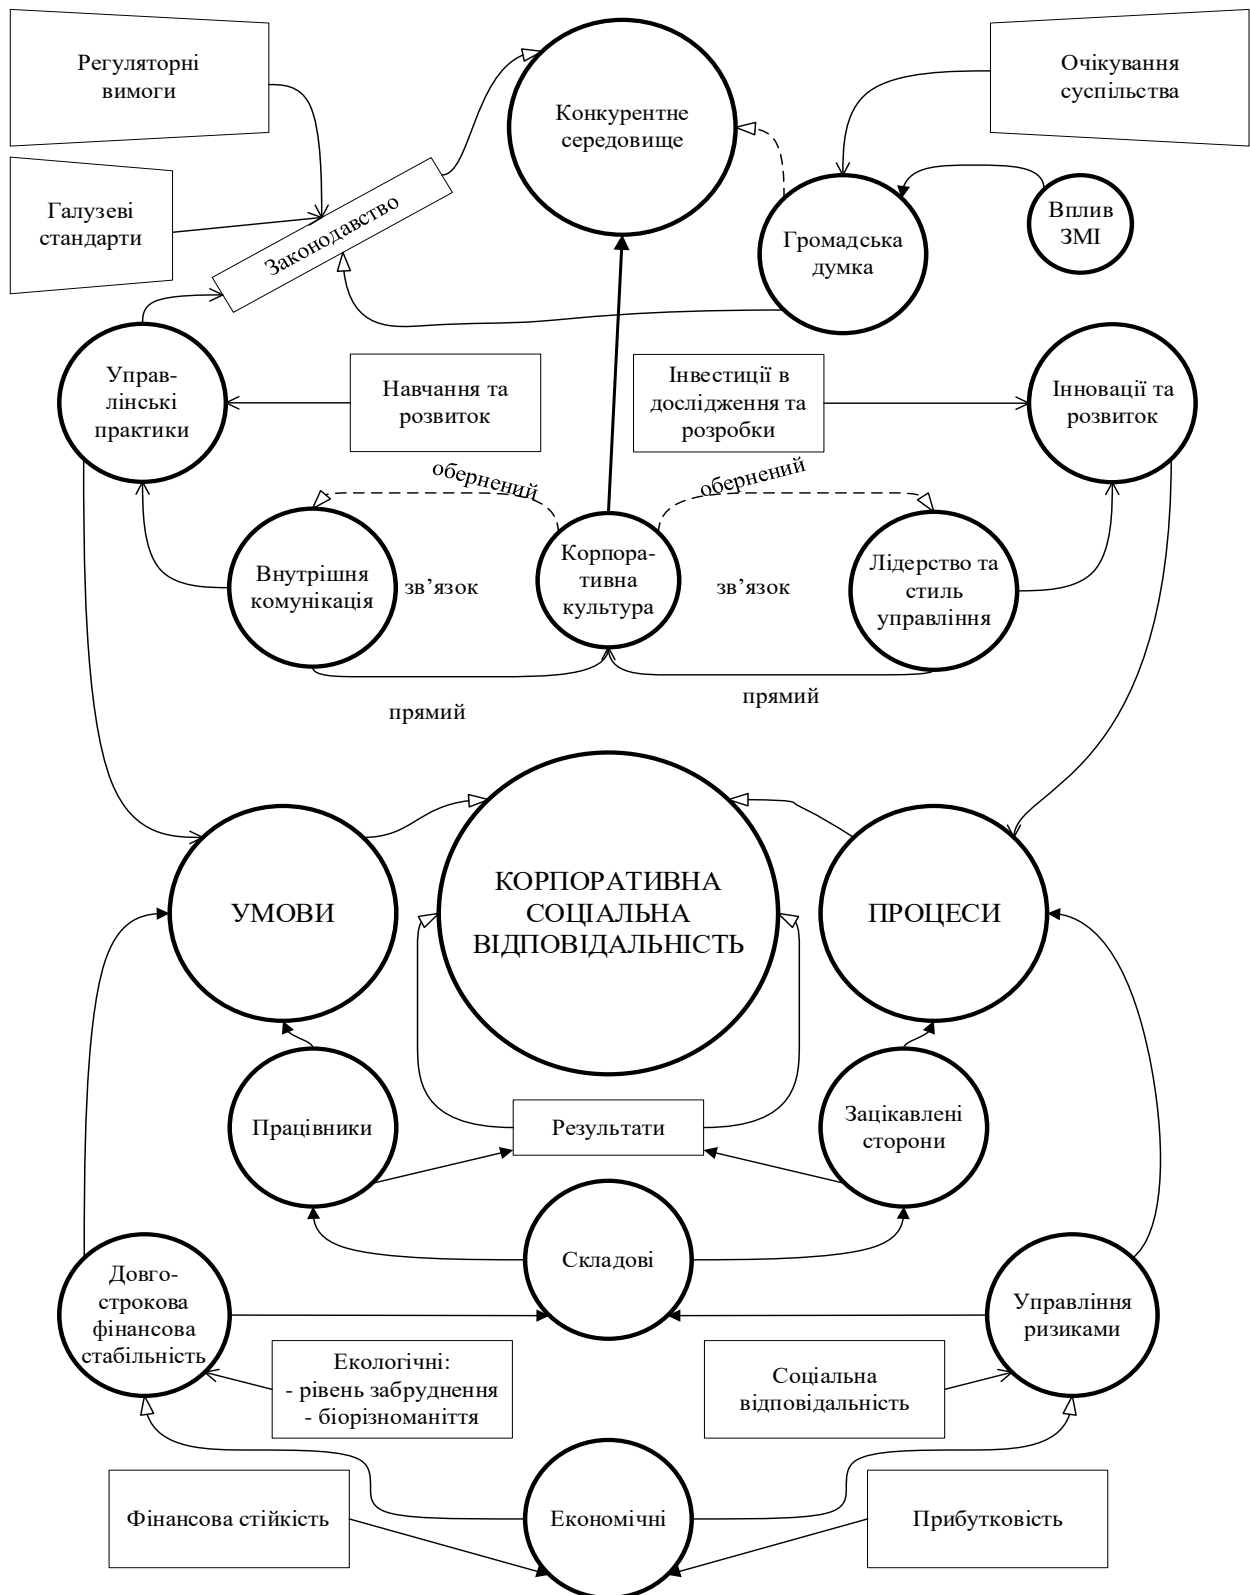 Регуляторні
вимоги
Конкурентне
середовище
Очікування
суспільства
Галузеві
стандарти
Законодавство
Громадська
думка
Вплив
ЗМІ
Управ-
лінські
практики
Навчання та
розвиток
Інвестиції в
дослідження та
розробки
Інновації та
розвиток
обернений
обернений
Внутрішня
комунікація
зв’язок
Корпора-
тивна
культура
зв’язок
Лідерство та
стиль
управління
прямий
прямий
УМОВИ
КОРПОРАТИВНА
СОЦІАЛЬНА
ВІДПОВІДАЛЬНІСТЬ
ПРОЦЕСИ
Працівники
Результати
Зацікавлені
сторони
Складові
Довго-
строкова
фінансова
стабільність
Управління
ризиками
Екологічні:
- рівень забруднення
- біорізноманіття
Соціальна
відповідальність
Фінансова стійкість
Економічні
Прибутковість